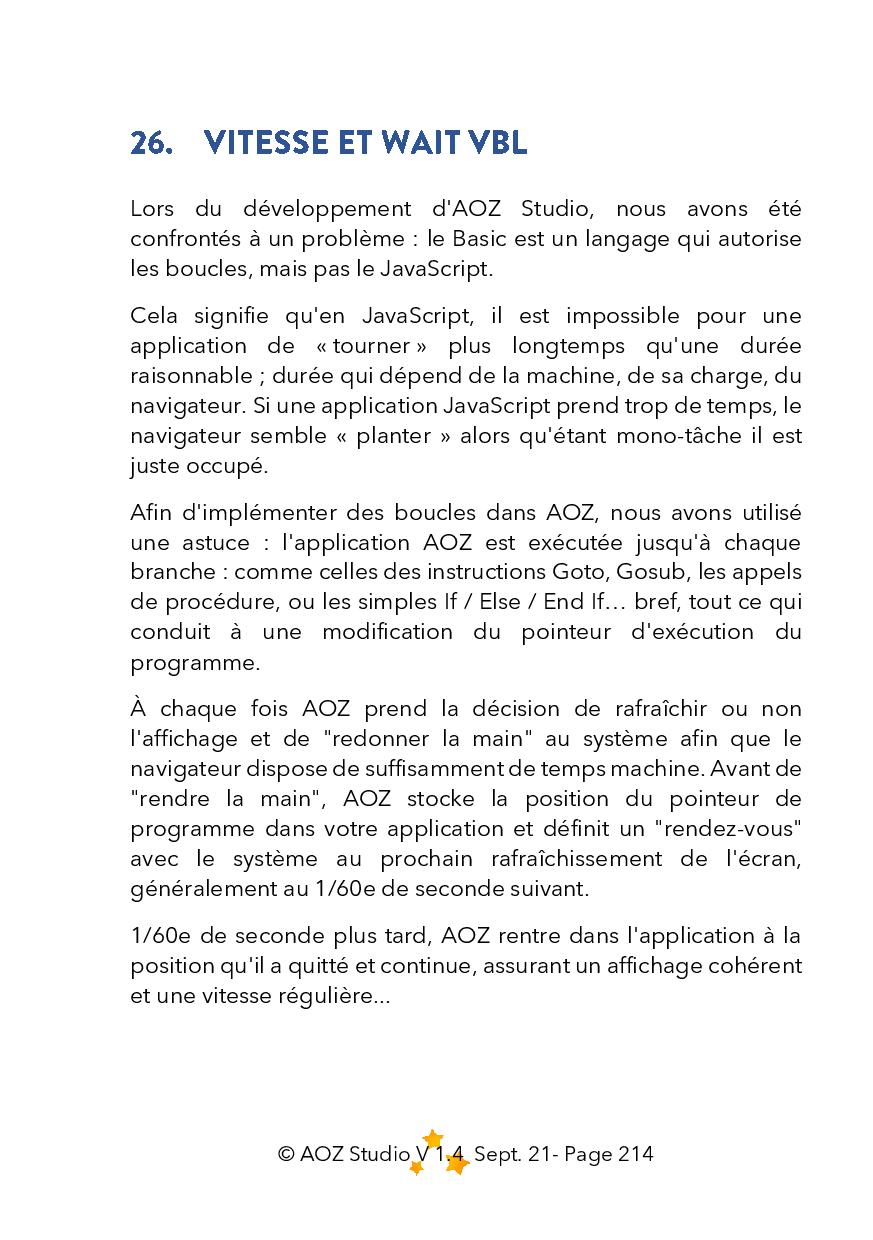 26. VITESSE ET WAIT VBL
Lors du développement d'AOZ Studio, nous avons été
confrontés à un problème : le Basic est un langage qui autorise
les boucles, mais pas le JavaScript.
Cela signifie qu'en JavaScript, il est impossible pour une
application de « tourner » plus longtemps qu'une durée
raisonnable ; durée qui dépend de la machine, de sa charge, du
navigateur. Si une application JavaScript prend trop de temps, le
navigateur semble « planter » alors qu'étant mono-tâche il est
juste occupé.
Afin d'implémenter des boucles dans AOZ, nous avons utilisé
une astuce : l'application AOZ est exécutée jusqu'à chaque
branche : comme celles des instructions Goto, Gosub, les appels
de procédure, ou les simples If / Else / End If… bref, tout ce qui
conduit à une modification du pointeur d'exécution du
programme.
À chaque fois AOZ prend la décision de rafraîchir ou non
l'affichage et de "redonner la main" au système afin que le
navigateur dispose de suffisamment de temps machine. Avant de
"rendre la main", AOZ stocke la position du pointeur de
programme dans votre application et définit un "rendez-vous"
avec le système au prochain rafraîchissement de l'écran,
généralement au 1/60e de seconde suivant.
1/60e de seconde plus tard, AOZ rentre dans l'application à la
position qu'il a quitté et continue, assurant un affichage cohérent
et une vitesse régulière...
© AOZ Studio V 1.4 Sept. 21- Page 214